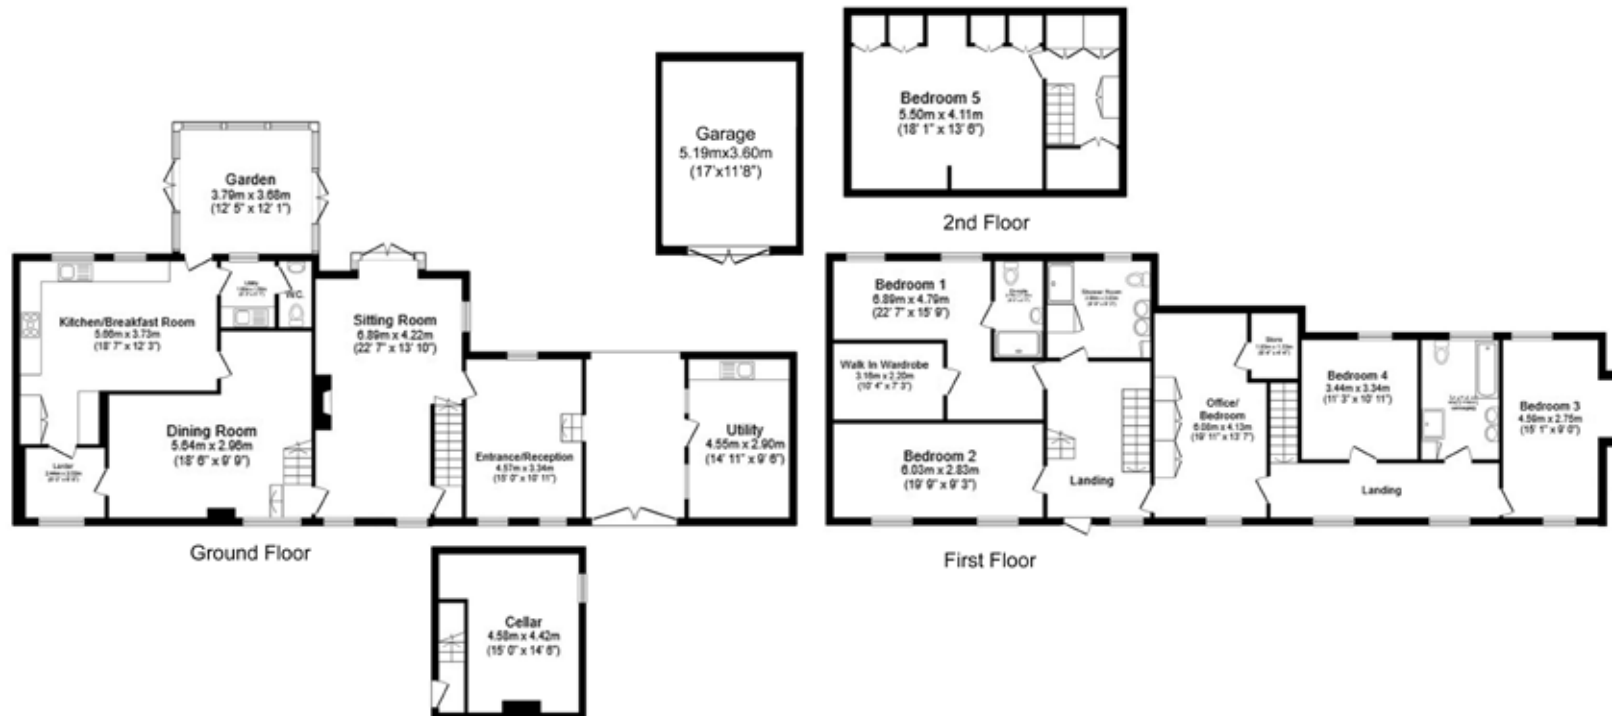 Garage
5.19mx3.60m
(17'x11'8")
Bedroom 5
5.50m x 4.11m
(18' 1" x 13' 6")
2nd Floor
Garden
3.79m x 3.68m
(12' 5" x 12' 1")
Utility
W.C.
Kitchen/Breakfast Room
5.66m x 3.73m
(18' 7" x 12' 3")
Sitting Room
6.89m x 4.22m
(22' 7" x 13' 10")
Dining Room
5.64m x 2.96m
(18' 6" x 9' 9")
Larder
Entrance/Reception
4.57m x 3.34m
(15' 0" x 10' 11")
Utility
4.55m x 2.90m
(14' 11" x 9' 6")
Ground Floor
Cellar
4.58m x 4.42m
(15' 0" x 14' 6")
Bedroom 1
6.89m x 4.79m
(22' 7" x 15' 9")
Shower Room
Walk In Wardrobe
3.16m x 2.20m
(10' 4" x 7' 3")
Bedroom 2
6.03m x 2.83m
(19' 9" x 9' 3")
Landing
Office/
Bedroom
6.08m x 4.13m
(19' 11" x 13' 7")
Store
Bedroom 4
3.44m x 3.34m
(11' 3" x 10' 11")
Bedroom 3
4.59m x 2.75m
(15' 1" x 9' 0")
Landing
First Floor